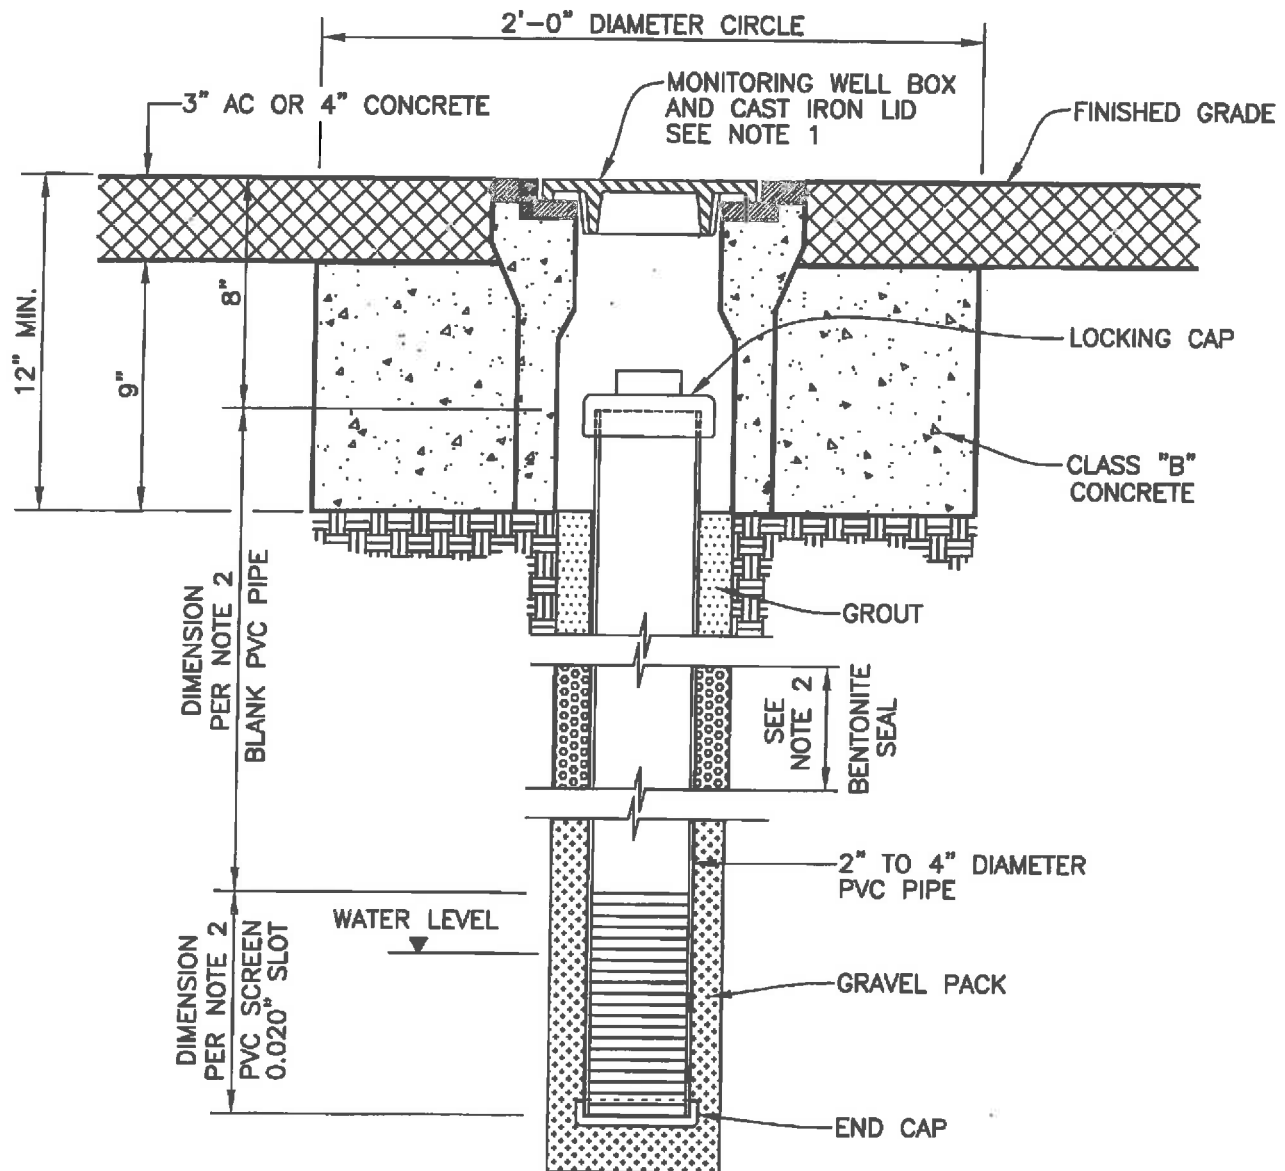 2'-0" DIAMETER CIRCLE
3" AC OR 4" CONCRETE
MONITORING WELL BOX
AND CAST IRON LID
SEE NOTE 1
FINISHED GRADE
12" MIN.
9"
8"
LOCKING CAP
CLASS "B"
CONCRETE
DIMENSION
PER NOTE 2
BLANK PVC PIPE
GROUT
SEE
NOTE 2
BENTONITE
SEAL
2" TO 4" DIAMETER
PVC PIPE
WATER LEVEL
DIMENSION
PER NOTE 2
PVC SCREEN
0.020" SLOT
GRAVEL PACK
END CAP